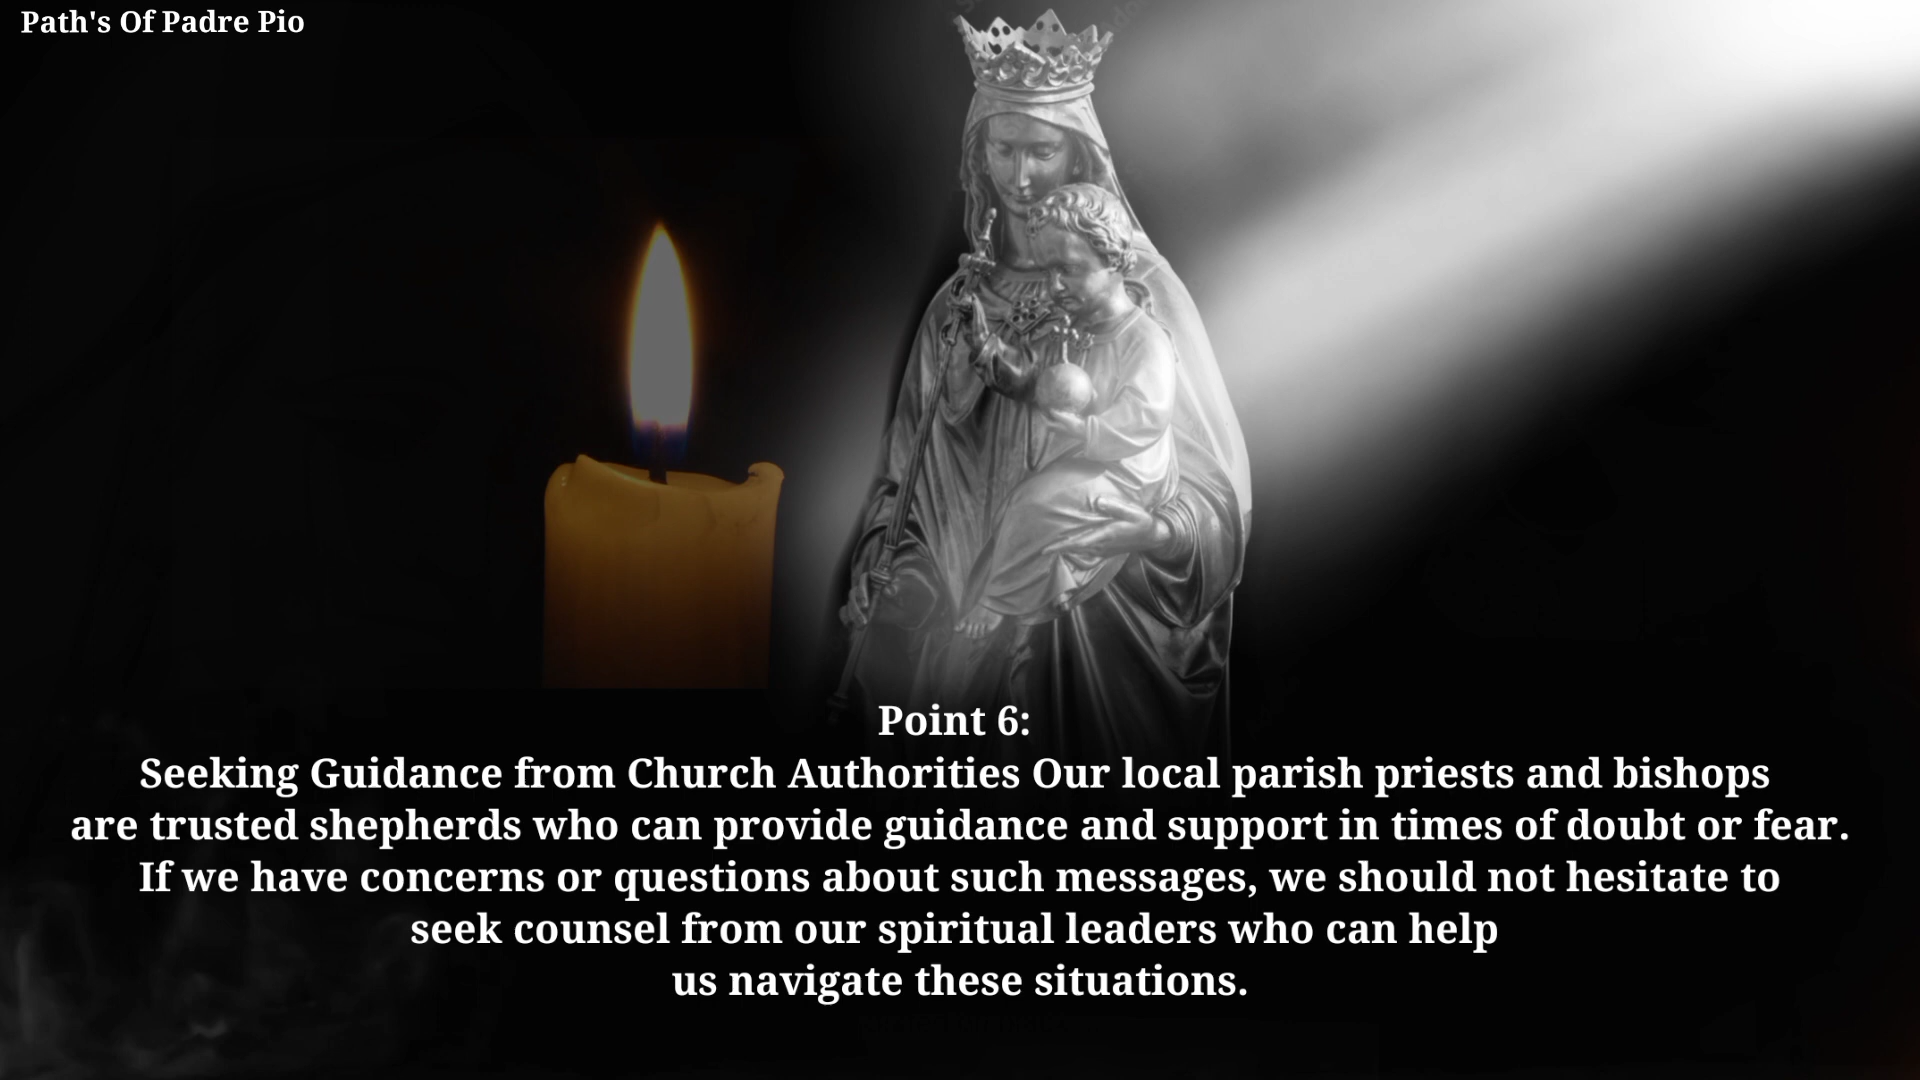 Path's Of Padre Pio
Point 6:
Seeking Guidance from Church Authorities Our local parish priests and bishops
are trusted shepherds who can provide guidance and support in times of doubt or fear.
If we have concerns or questions about such messages, we should not hesitate to
seek counsel from our spiritual leaders who can help
us navigate these situations.